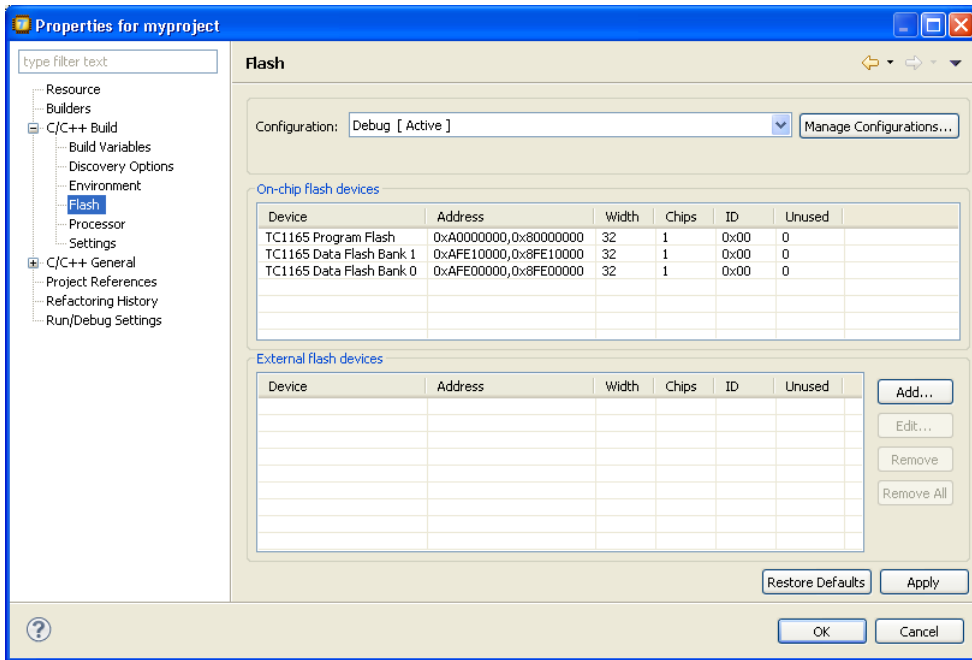 Properties for myproject
type filter text
Resource
Builders
C/C++ Build
Build Variables
Discovery Options
Environment
Flash
Processor
Settings
C/C++ General
Project References
Refactoring History
Run/Debug Settings
Flash
Configuration: Debug [ Active ] Manage Configurations...
On-chip flash devices
Device Address Width Chips ID Unused
TC1165 Program Flash 0xA0000000,0x80000000 32 1 0x00 0
TC1165 Data Flash Bank 1 0xAFE10000,0x8FE10000 32 1 0x00 0
TC1165 Data Flash Bank 0 0xAFE00000,0x8FE00000 32 1 0x00 0
External flash devices
Device Address Width Chips ID Unused
Add...
Edit...
Remove
Remove All
Restore Defaults Apply
? OK Cancel